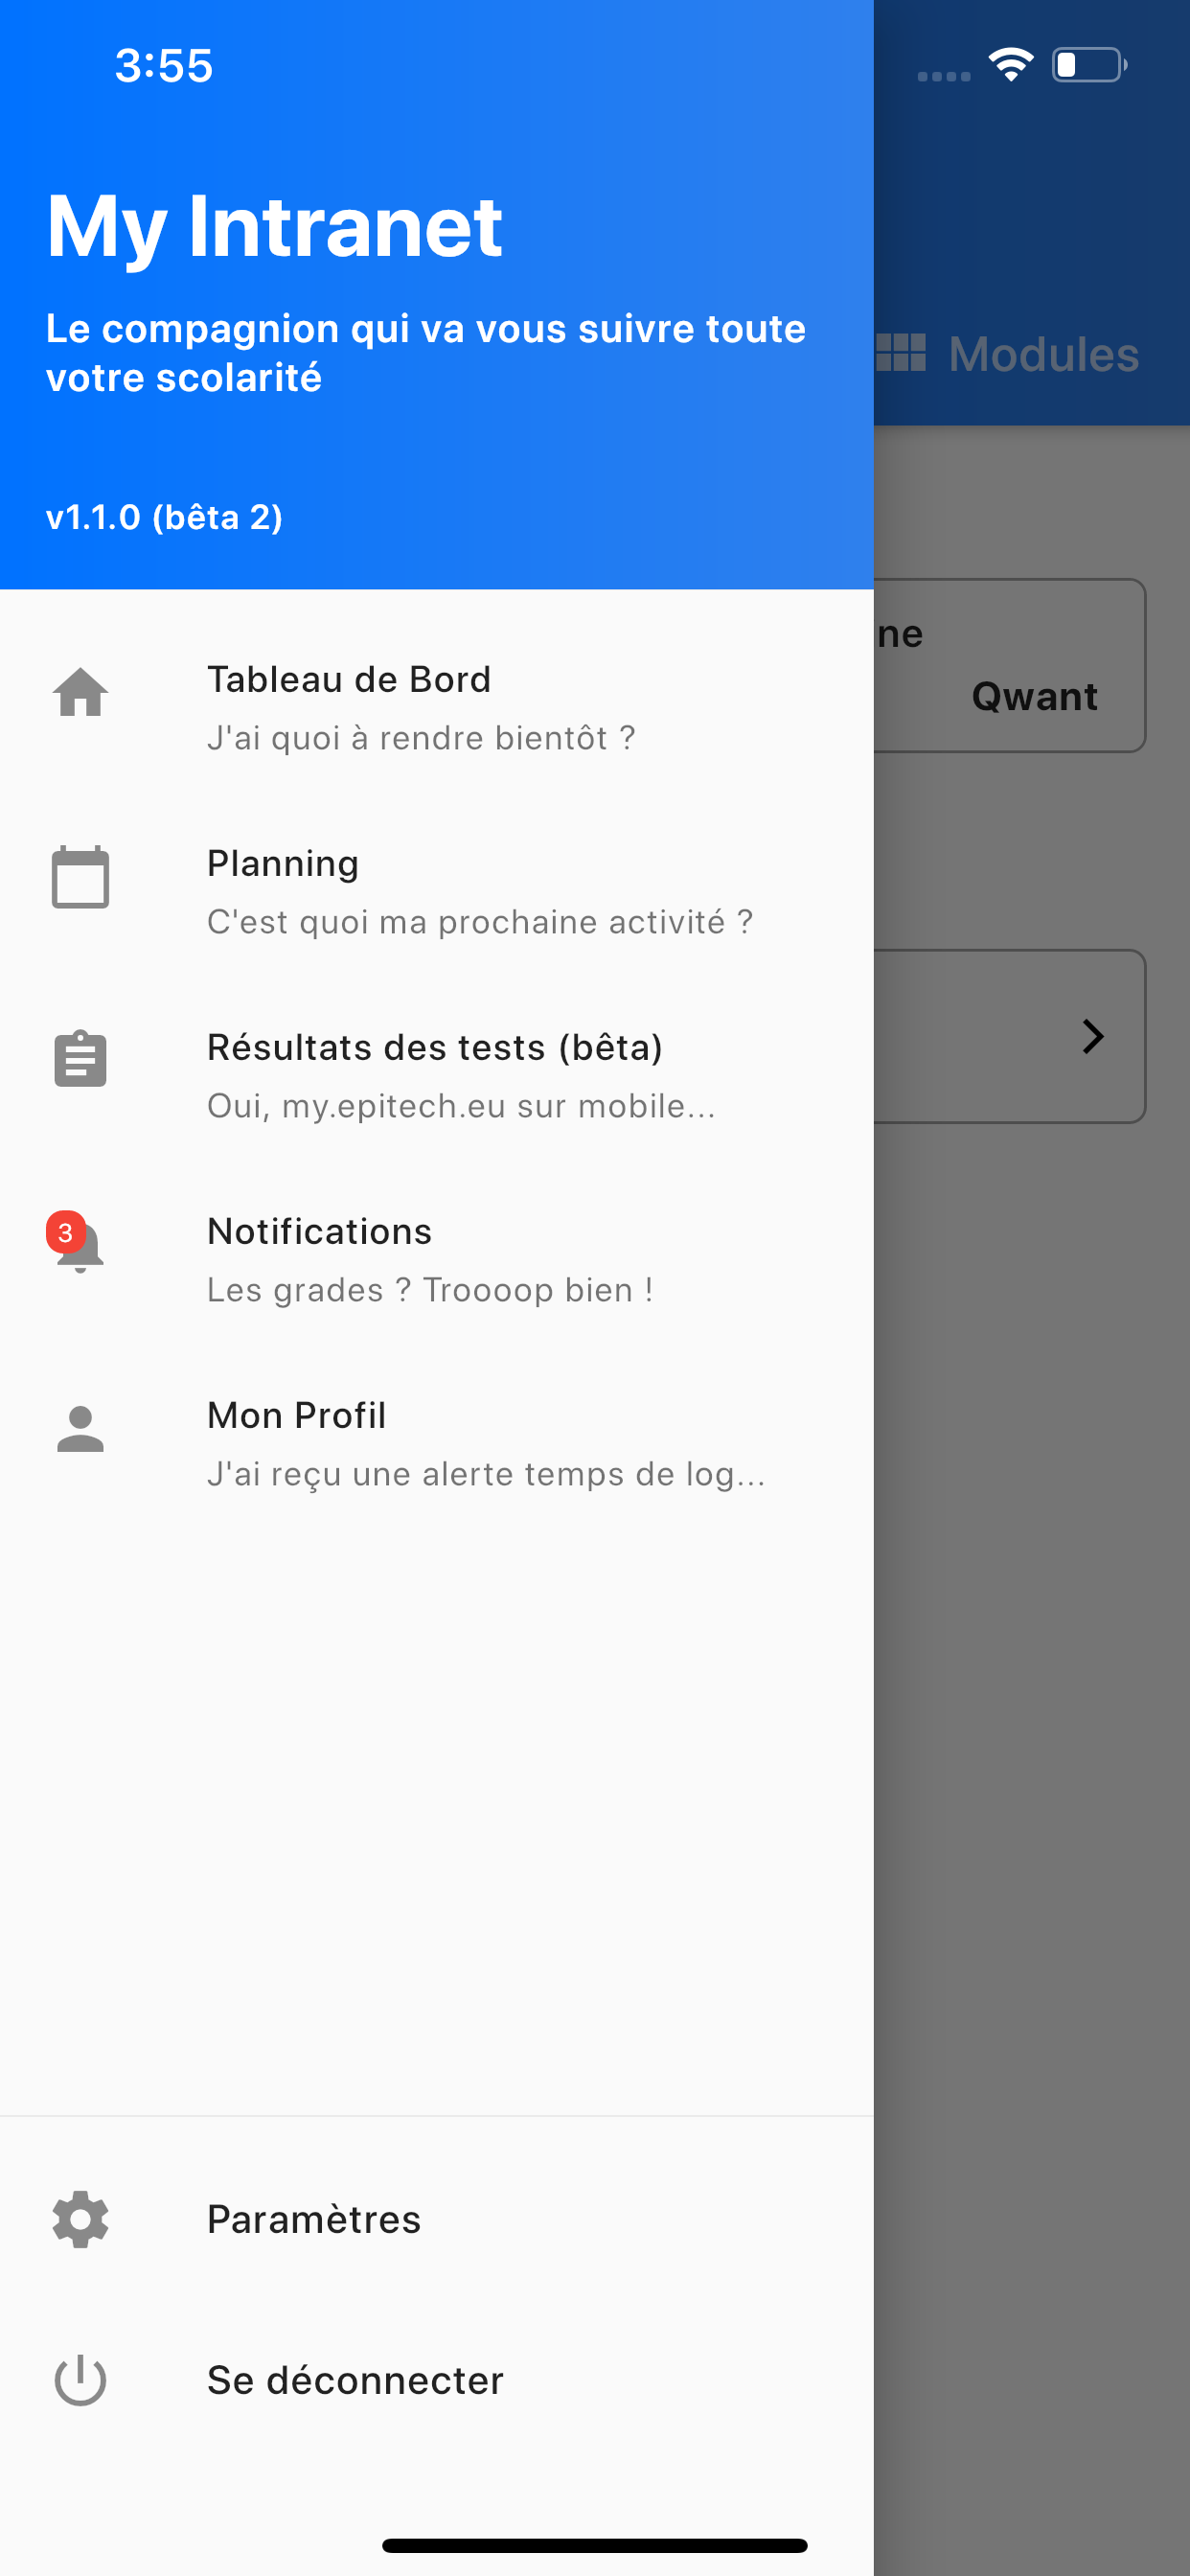 3:55
My Intranet
Le compagnion qui va vous suivre toute
votre scolarité
v1.1.0 (bêta 2)
Modules
ne
Qwant
Tableau de Bord
J'ai quoi à rendre bientôt ?
Planning
C'est quoi ma prochaine activité ?
Résultats des tests (bêta)
Oui, my.epitech.eu sur mobile...
3
Notifications
Les grades ? Troooop bien !
Mon Profil
J'ai reçu une alerte temps de log...
Paramètres
Se déconnecter